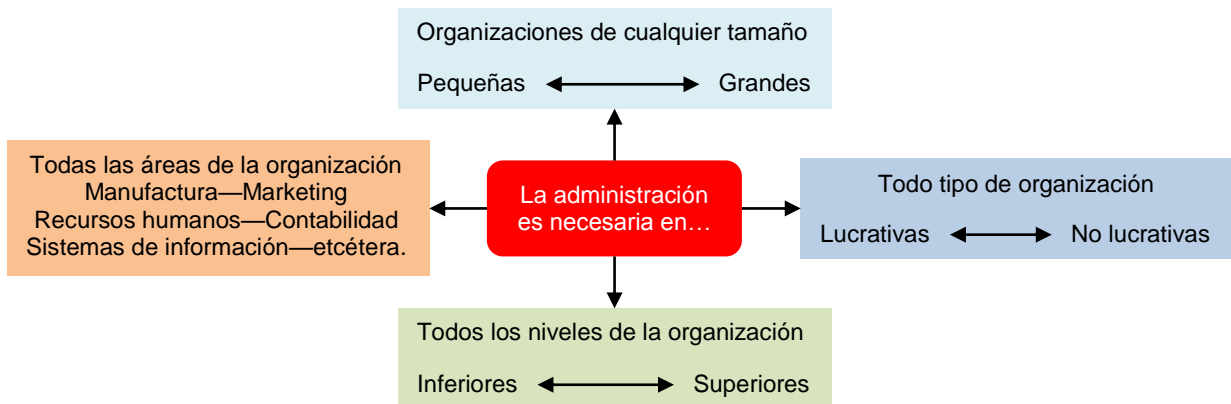 Organizaciones de cualquier tamaño
Pequeñas Grandes
Todas las áreas de la organización
Manufactura—Marketing
Recursos humanos—Contabilidad
Sistemas de información—etcétera.
La administración
es necesaria en…
Todo tipo de organización
Lucrativas No lucrativas
Todos los niveles de la organización
Inferiores Superiores